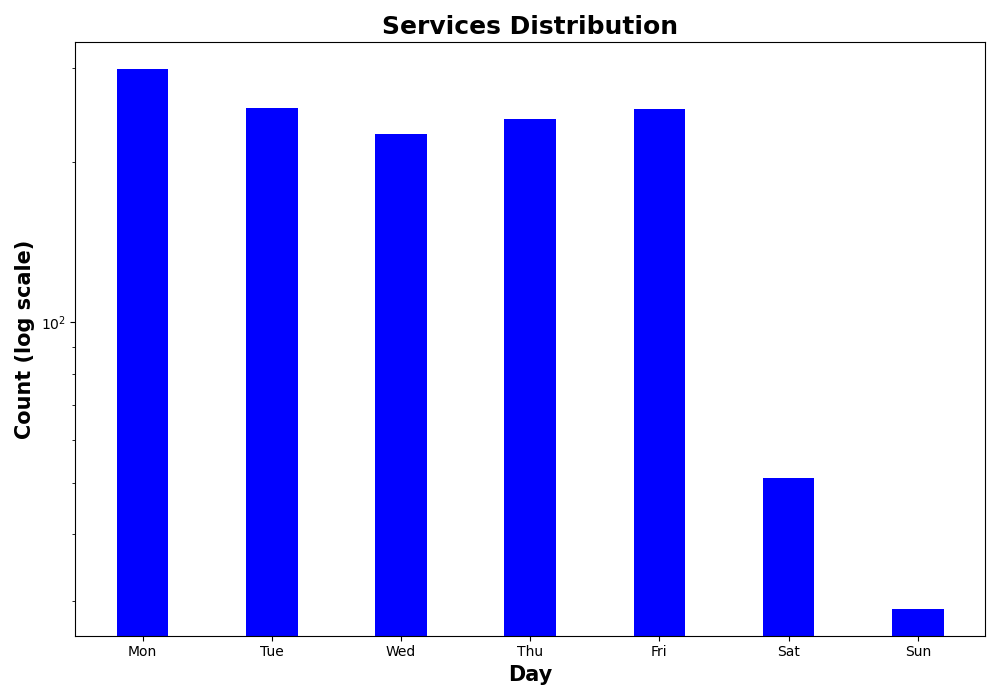 Services Distribution
Count (log scale)
10²
Mon Tue Wed Thu Fri Sat Sun
Day